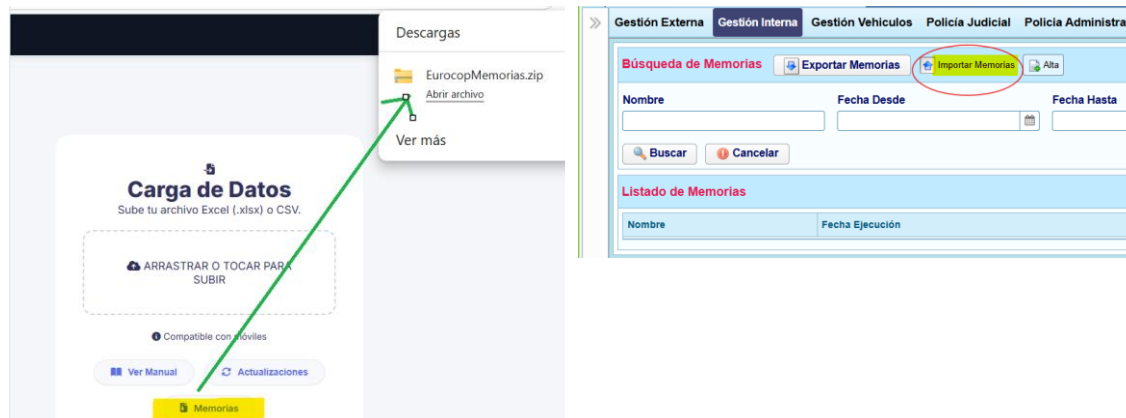 Descargas
EurocopMemorias.zip
Abrir archivo
Ver más
Carga de Datos
Sube tu archivo Excel (.xlsx) o CSV.
ARRASTRAR O TOCAR PARA
SUBIR
Compatible con móviles
Ver Manual
Actualizaciones
Memorias
Gestión Externa Gestión Interna Gestión Vehiculos Policía Judicial Policia Administra
Búsqueda de Memorias Exportar Memorias Importar Memorias Alta
Nombre Fecha Desde Fecha Hasta
Buscar Cancelar
Listado de Memorias
Nombre Fecha Ejecución